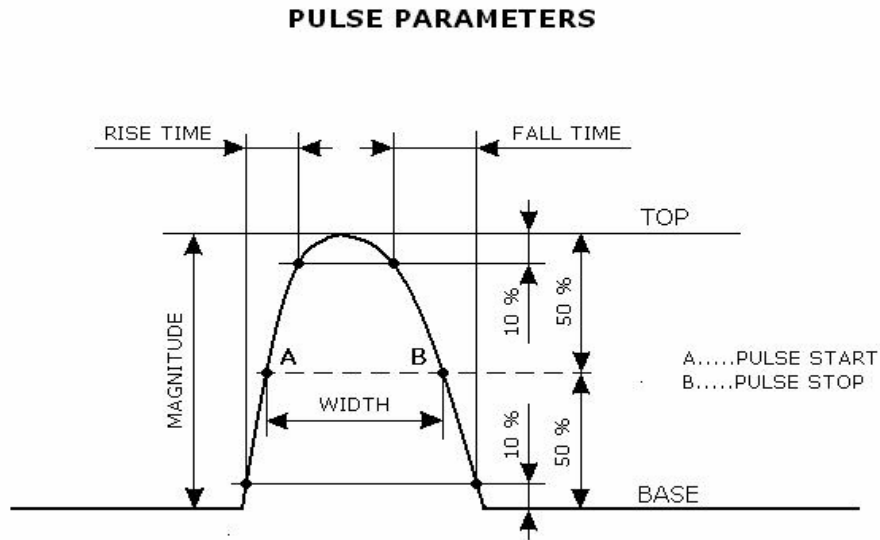 PULSE PARAMETERS
RISE TIME
FALL TIME
TOP
MAGNITUDE
10 %
50 %
A
B
A.....PULSE START
B.....PULSE STOP
WIDTH
10 %
50 %
BASE